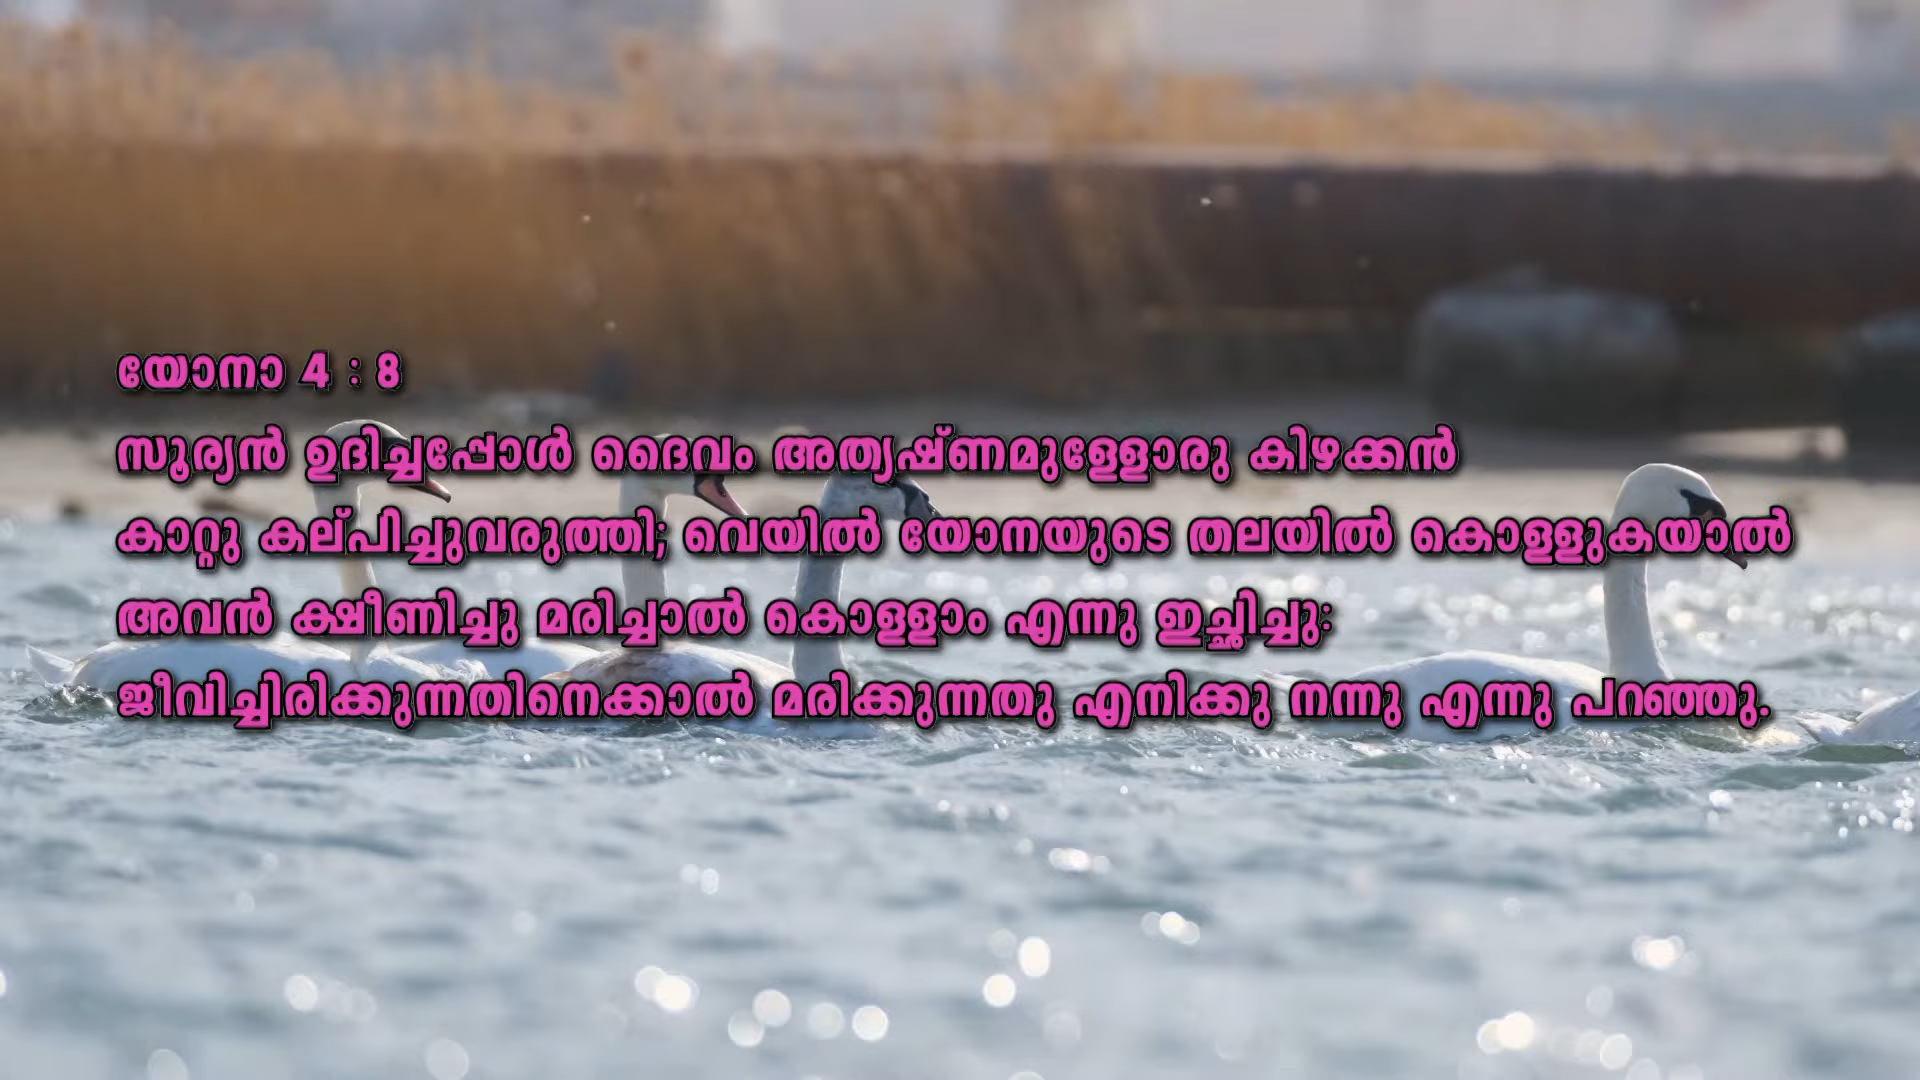 യോനാ 4 : 8
സൂര്യൻ ഉദിച്ചപ്പോൾ ദൈവം അത്യഷ്ണമുള്ളോരു കിഴക്കൻ
കാറ്റു കല്പിച്ചുവരുത്തി; വെയിൽ യോനയുടെ തലയിൽ കൊള്ളുകയാൽ
അവൻ ക്ഷീണിച്ചു മരിച്ചാൽ കൊള്ളാം എന്നു ഇച്ഛിച്ചു:
ജീവിച്ചിരിക്കുന്നതിനെക്കാൽ മരിക്കുന്നതു എനിക്കു നന്നു എന്നു പറഞ്ഞു.